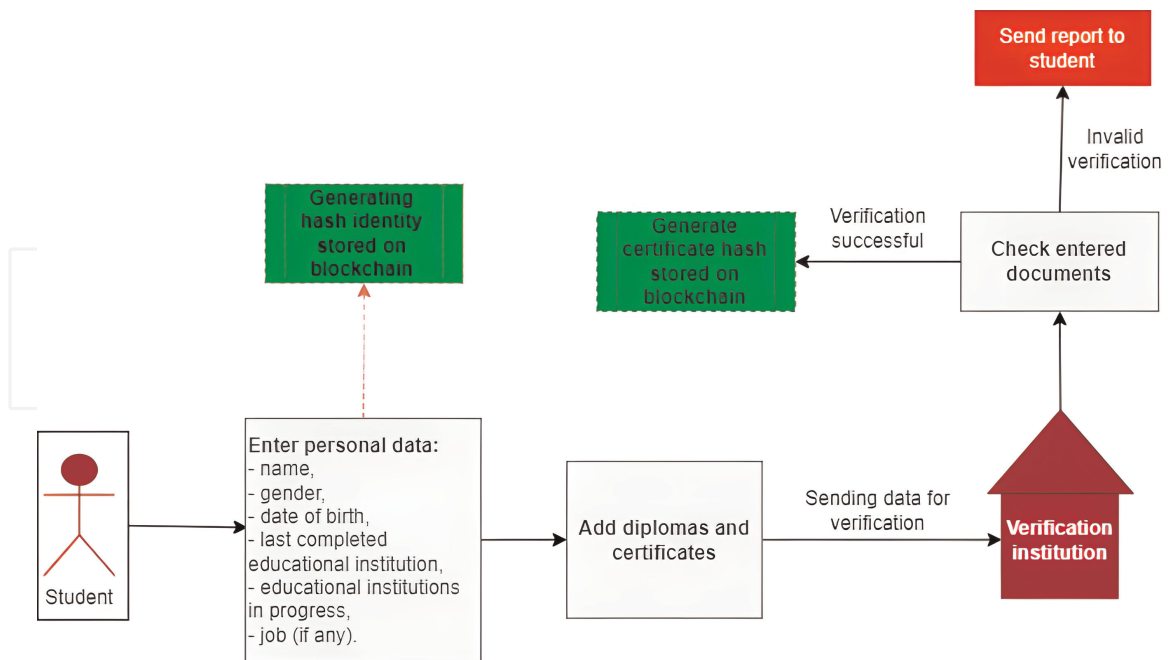 Send report to
student
Invalid
verification
Generating
hash identity
stored on
blockchain
Generate
certificate hash
stored on
blockchain
Verification
successful
Check entered
documents
Enter personal data:
- name,
- gender,
- date of birth,
- last completed
educational institution,
- educational institutions
in progress,
- job (if any).
Student
Add diplomas and
certificates
Sending data for
verification
Verification
institution